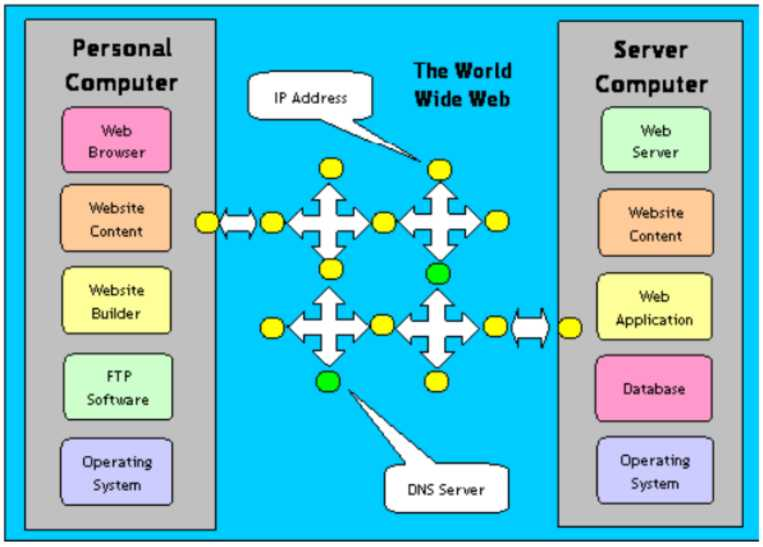 Personal
Computer
Web
Browser
Website
Content
Website
Builder
FTP
Software
Operating
System
IP Address
The World
Wide Web
DNS Server
Server
Computer
Web
Server
Website
Content
Web
Application
Database
Operating
System